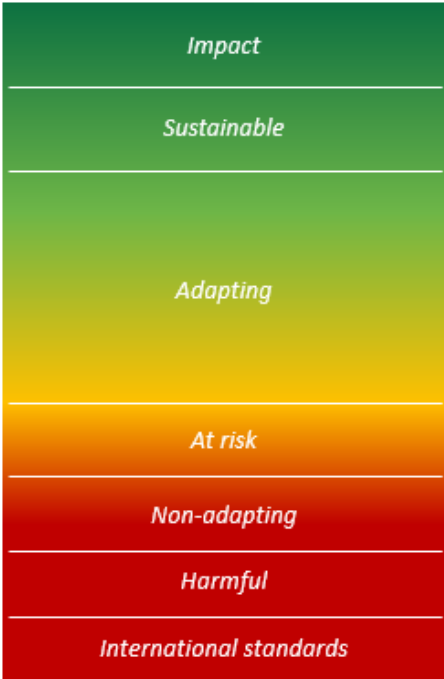 Impact
Sustainable
Adapting
At risk
Non-adapting
Harmful
International standards